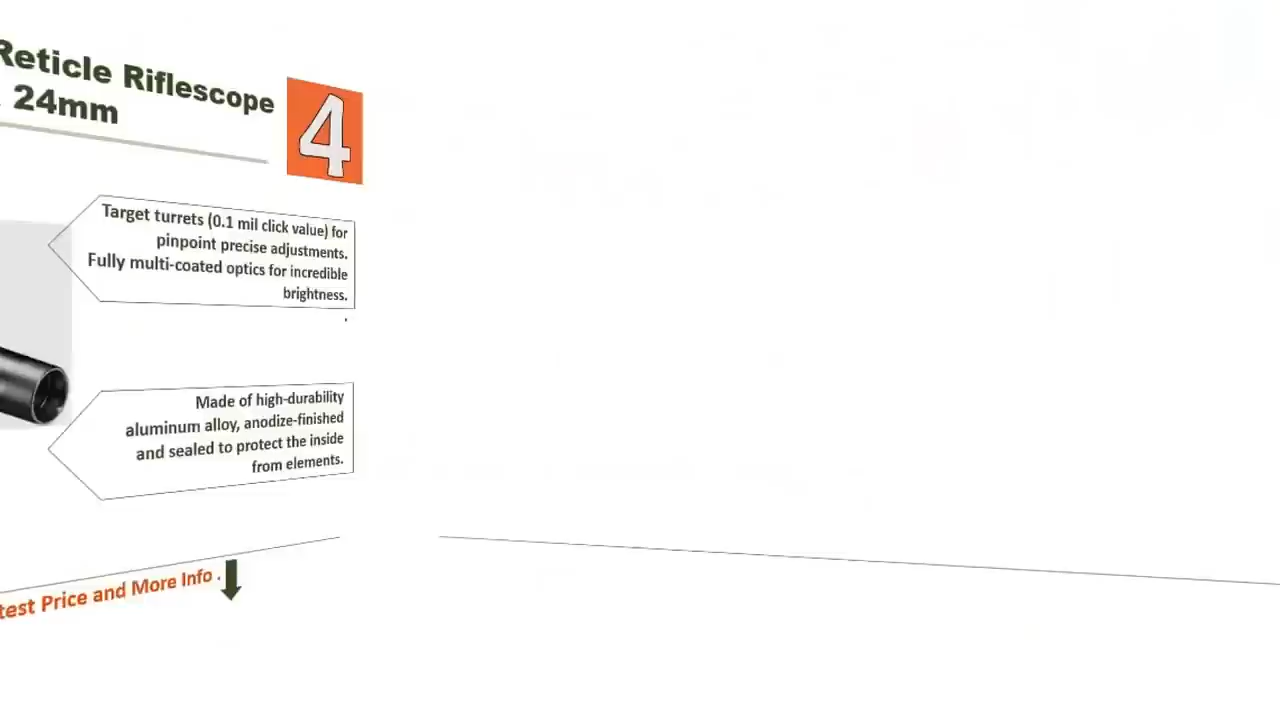 Reticle Riflescope
24mm
4
Target turrets (0.1 mil click value) for
pinpoint precise adjustments.
Fully multi-coated optics for incredible
brightness.
.
Made of high-durability
aluminum alloy, anodize-finished
and sealed to protect the inside
from elements.
Price and More Info .